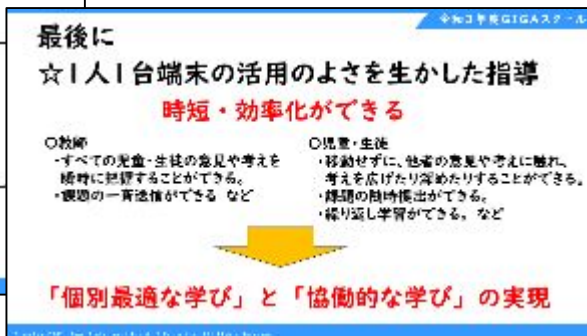 令和3年度GIGAスクール
最後に
☆1人1台端末の活用のよさを生かした指導
時短・効率化ができる
○教師
・すべての児童・生徒の意見や考えを
瞬時に把握することができる。
・課題の一斉送信ができる など
○児童・生徒
・移動せずに、他者の意見や考えに触れ、
考えを広げたり深めたりすることができる。
・課題の随時提出ができる。
・繰り返し学習ができる。など
「個別最適な学び」と「協働的な学び」の実現